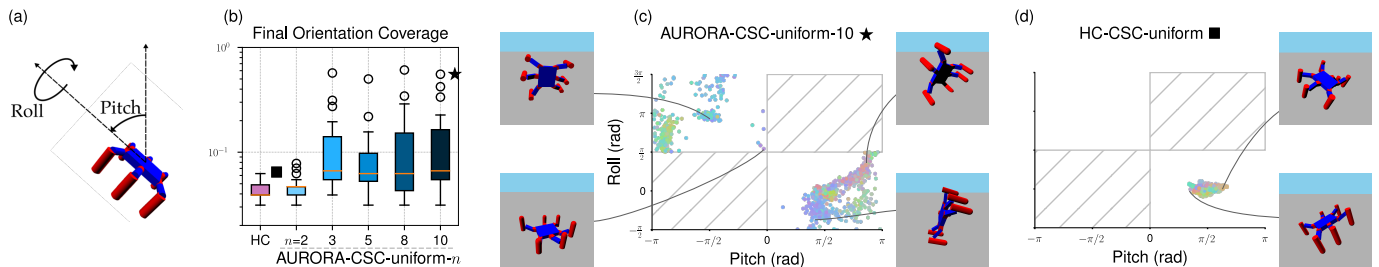 (a)
Roll
Pitch
(b)
Final Orientation Coverage
10⁰
10⁻¹
HC
n=2
3
5
8
10
AURORA-CSC-uniform-n
(c)
AURORA-CSC-uniform-10 ★
Roll (rad)
3π/2
π
π/2
0
−π/2
−π
−π/2
0
π/2
π
Pitch (rad)
(d)
HC-CSC-uniform ■
−π
−π/2
0
π/2
π
Pitch (rad)